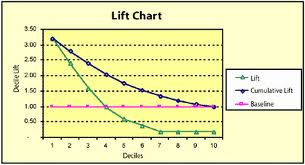 Lift Chart
3.50
3.00
2.50
2.00
1.50
1.00
0.50
-
Decile Lift
1 2 3 4 5 6 7 8 9 10
Deciles
Lift
Cumulative Lift
Baseline